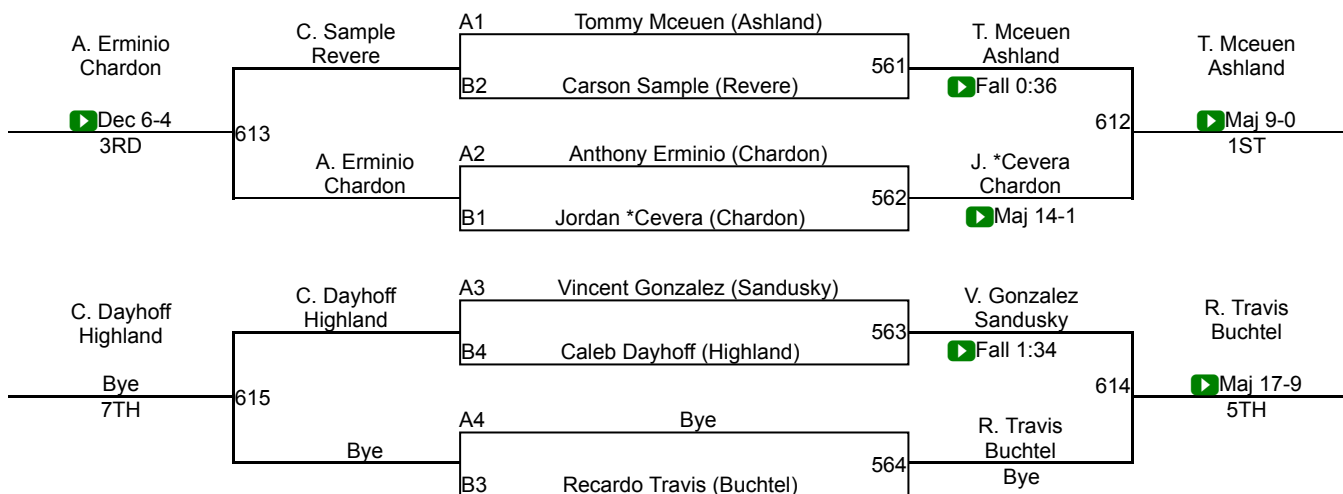 A1 Tommy Mceuen (Ashland)
C. Sample
Revere
T. Mceuen
Ashland
A. Erminio
Chardon
T. Mceuen
Ashland
561
B2 Carson Sample (Revere)
Fall 0:36
Dec 6-4
3RD
613
612
Maj 9-0
1ST
A2 Anthony Erminio (Chardon)
A. Erminio
Chardon
J. *Cevera
Chardon
562
B1 Jordan *Cevera (Chardon)
Maj 14-1
A3 Vincent Gonzalez (Sandusky)
C. Dayhoff
Highland
V. Gonzalez
Sandusky
C. Dayhoff
Highland
R. Travis
Buchtel
563
B4 Caleb Dayhoff (Highland)
Fall 1:34
Bye
7TH
615
614
Maj 17-9
5TH
A4 Bye
Bye
R. Travis
Buchtel
Bye
564
B3 Recardo Travis (Buchtel)